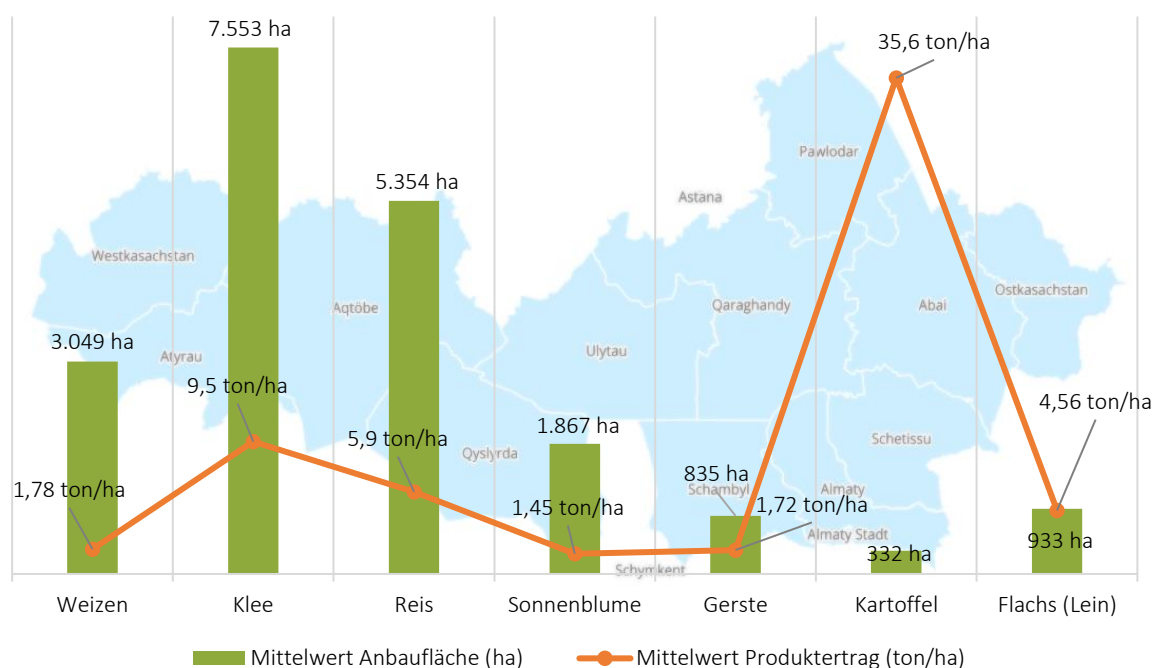 7.553 ha
35,6 ton/ha
Pawlodar
5.354 ha
Astana
Westkasachstan
Ostkasachstan
Aqtöbe
Qaraghandy
Abai
3.049 ha
Atyrau
Ulytau
9,5 ton/ha
4,56 ton/ha
1.867 ha
5,9 ton/ha
Qyslyrda
Schetissu
835 ha
1,78 ton/ha
Schambyl
Almaty
1,45 ton/ha
1,72 ton/ha
Almaty Stadt
933 ha
332 ha
Schymkent
Weizen
Klee
Reis
Sonnenblume
Gerste
Kartoffel
Flachs (Lein)
Mittelwert Anbaufläche (ha)
Mittelwert Produktertrag (ton/ha)